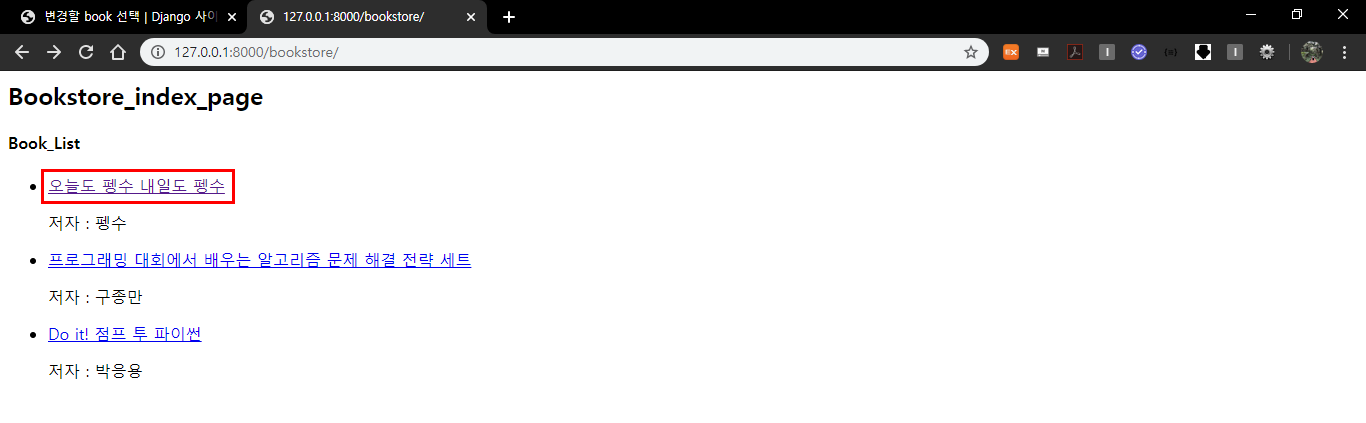 변경할 book 선택 | Django 사이
127.0.0.1:8000/bookstore/
127.0.0.1:8000/bookstore/
Bookstore_index_page
Book_List
오늘도 펭수 내일도 펭수
저자 : 펭수
프로그래밍 대회에서 배우는 알고리즘 문제 해결 전략 세트
저자 : 구종만
Do it! 점프 투 파이썬
저자 : 박응용